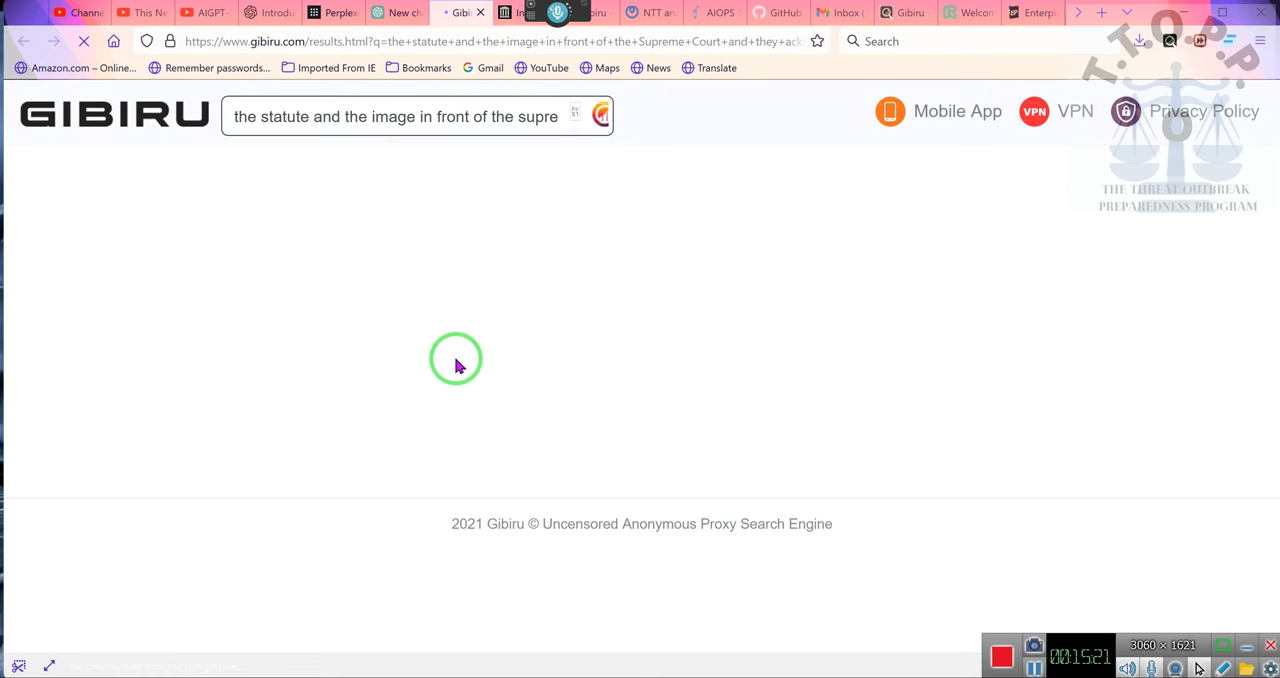 Channe
This Ne
AIGPT-
Introdu
Perplex
New ch
Gibi
In
biru -
NTT an
AIOPS T
GitHub
Inbox (
Gibiru -
Welcon
Enterpi
https://www.gibiru.com/results.html?q=the+statute+and+the+image+in+front+of+the+Supreme+Court+and+they+ack
Search
Amazon.com – Online...
Remember passwords...
Imported From IE
Bookmarks
Gmail
YouTube
Maps
News
Translate
T.T.O.P.P.
O
GIBIRU
the statute and the image in front of the supre
Mobile App
VPN
VPN
Privacy Policy
THE THREAT OUTBREAK
PREPAREDNESS PROGRAM
2021 Gibiru © Uncensored Anonymous Proxy Search Engine
3060 × 1621
00:15:21